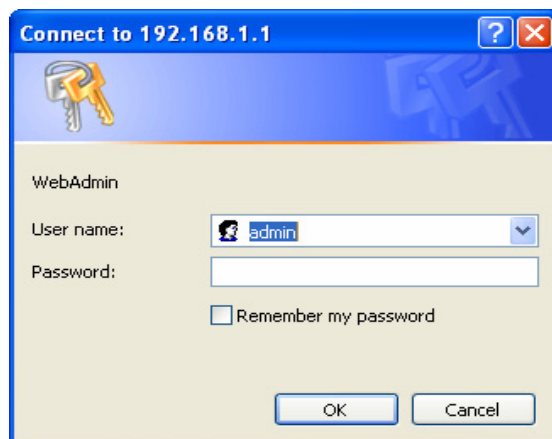 Connect to 192.168.1.1
?
WebAdmin
User name: admin
Password:
Remember my password
OK Cancel